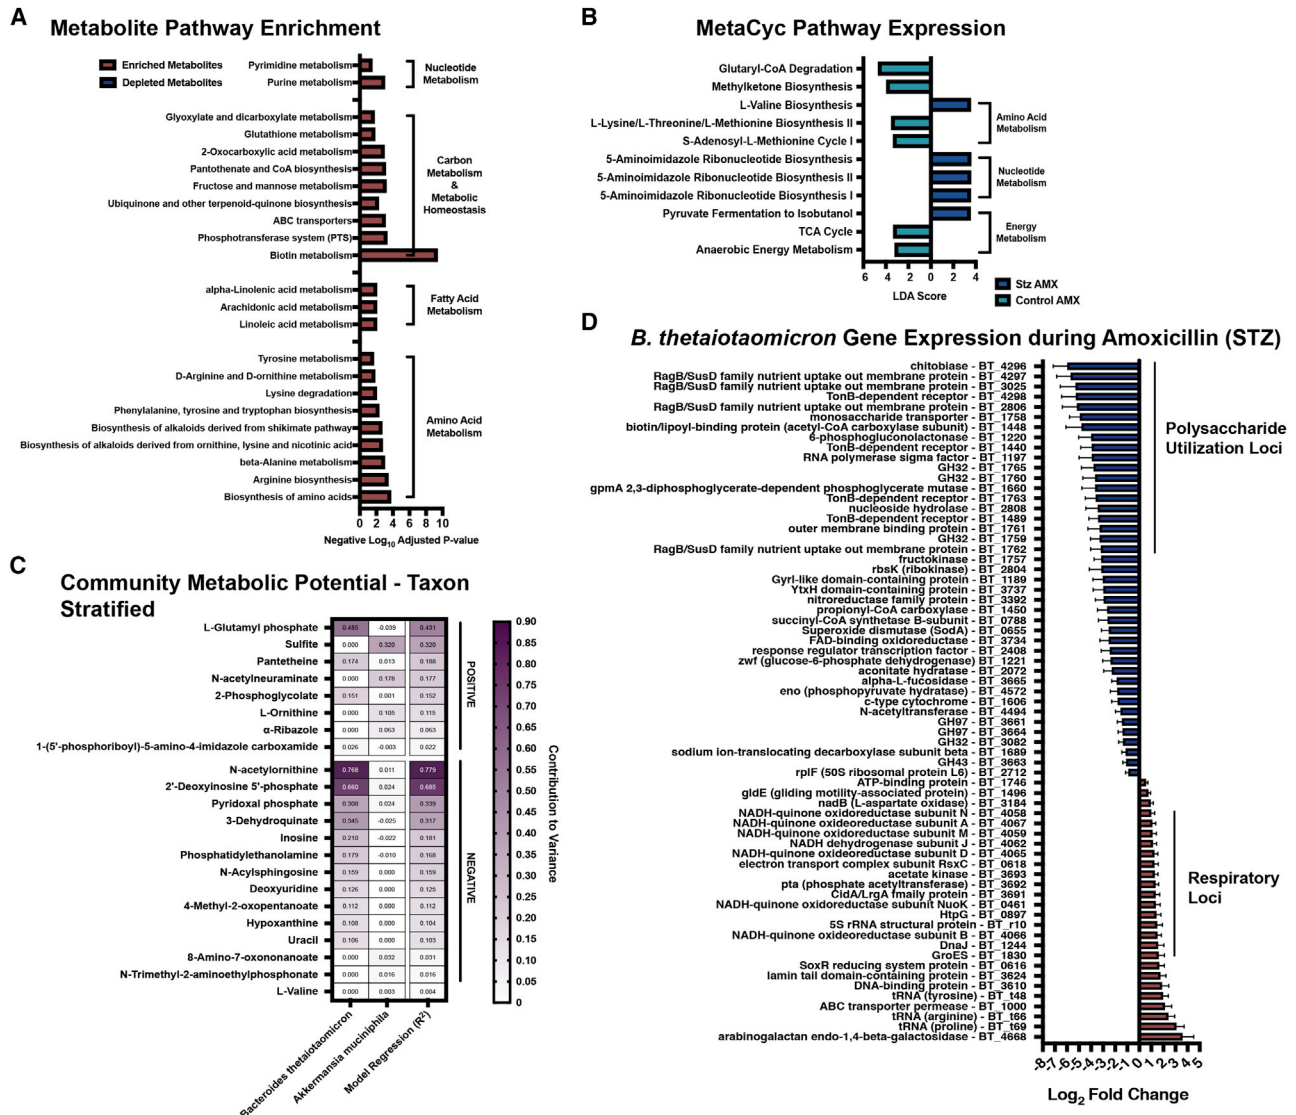 A
Metabolite Pathway Enrichment
Enriched Metabolites
Depleted Metabolites
Pyrimidine metabolism
Purine metabolism
Nucleotide
Metabolism
Glyoxylate and dicarboxylate metabolism
Glutathione metabolism
2-Oxocarboxylic acid metabolism
Pantothenate and CoA biosynthesis
Fructose and mannose metabolism
Ubiquinone and other terpenoid-quinone biosynthesis
ABC transporters
Phosphotransferase system (PTS)
Biotin metabolism
Carbon
Metabolism
&
Metabolic
Homeostasis
alpha-Linolenic acid metabolism
Arachidonic acid metabolism
Linoleic acid metabolism
Fatty Acid
Metabolism
Tyrosine metabolism
D-Arginine and D-ornithine metabolism
Lysine degradation
Phenylalanine, tyrosine and tryptophan biosynthesis
Biosynthesis of alkaloids derived from shikimate pathway
Biosynthesis of alkaloids derived from ornithine, lysine and nicotinic acid
beta-Alanine metabolism
Arginine biosynthesis
Biosynthesis of amino acids
Amino Acid
Metabolism
0 2 4 6 8 10
Negative Log10 Adjusted P-value
B
MetaCyc Pathway Expression
Glutaryl-CoA Degradation
Methylketone Biosynthesis
L-Valine Biosynthesis
L-Lysine/L-Threonine/L-Methionine Biosynthesis II
S-Adenosyl-L-Methionine Cycle I
5-Aminoimidazole Ribonucleotide Biosynthesis
5-Aminoimidazole Ribonucleotide Biosynthesis II
5-Aminoimidazole Ribonucleotide Biosynthesis I
Pyruvate Fermentation to Isobutanol
TCA Cycle
Anaerobic Energy Metabolism
Amino Acid
Metabolism
Nucleotide
Metabolism
Energy
Metabolism
6 4 2 0 2 4
LDA Score
Stz AMX
Control AMX
C
Community Metabolic Potential - Taxon
Stratified
L-Glutamyl phosphate 0.485 -0.039 0.431
Sulfite 0.000 0.320 0.320
Pantetheine 0.174 0.013 0.188
N-acetylneuraminate 0.000 0.178 0.177
2-Phosphoglycolate 0.151 0.001 0.152
L-Ornithine 0.000 0.105 0.115
α-Ribazole 0.000 0.063 0.063
1-(5'-phosphoriboyl)-5-amino-4-imidazole carboxamide 0.026 -0.003 0.022
POSITIVE
N-acetylornithine 0.768 0.011 0.779
2'-Deoxyinosine 5'-phosphate 0.660 0.024 0.685
Pyridoxal phosphate 0.308 0.024 0.339
3-Dehydroquinate 0.345 -0.025 0.317
Inosine 0.210 -0.022 0.181
Phosphatidylethanolamine 0.179 -0.010 0.168
N-Acylsphingosine 0.159 0.000 0.159
Deoxyuridine 0.126 0.000 0.125
4-Methyl-2-oxopentanoate 0.112 0.000 0.112
Hypoxanthine 0.108 0.000 0.104
Uracil 0.106 0.000 0.103
8-Amino-7-oxononanoate 0.000 0.032 0.031
N-Trimethyl-2-aminoethylphosphonate 0.000 0.016 0.016
L-Valine 0.000 0.003 0.004
NEGATIVE
Bacteroides thetaiotaomicron
Akkermansia muciniphila
Model Regression (R2)
0.90
0.85
0.80
0.75
0.70
0.65
0.60
0.55
0.50
0.45
0.40
0.35
0.30
0.25
0.20
0.15
0.10
0.05
0
Contribution to Variance
D
B. thetaiotaomicron Gene Expression during Amoxicillin (STZ)
chitobiase - BT_4296
RagB/SusD family nutrient uptake out membrane protein - BT_4297
RagB/SusD family nutrient uptake out membrane protein - BT_3025
TonB-dependent receptor - BT_4298
RagB/SusD family nutrient uptake out membrane protein - BT_2806
monosaccharide transporter - BT_1758
biotin/lipoyl-binding protein (acetyl-CoA carboxylase subunit) - BT_1448
6-phosphogluconolactonase - BT_1220
TonB-dependent receptor - BT_1440
RNA polymerase sigma factor - BT_1197
GH32 - BT_1765
GH32 - BT_1760
gpmA 2,3-diphosphoglycerate-dependent phosphoglycerate mutase - BT_1660
TonB-dependent receptor - BT_1763
nucleoside hydrolase - BT_2808
TonB-dependent receptor - BT_1489
outer membrane binding protein - BT_1761
GH32 - BT_1759
RagB/SusD family nutrient uptake out membrane protein - BT_1762
fructokinase - BT_1757
rbsK (ribokinase) - BT_2804
Gyrl-like domain-containing protein - BT_1189
YtxH domain-containing protein - BT_3737
nitroreductase family protein - BT_3392
propionyl-CoA carboxylase - BT_1450
succinyl-CoA synthetase B-subunit - BT_0788
Superoxide dismutase (SodA) - BT_0655
FAD-binding oxidoreductase - BT_3734
response regulator transcription factor - BT_2408
zwf (glucose-6-phosphate dehydrogenase) BT_1221
aconitate hydratase - BT_2072
alpha-L-fucosidase - BT_3665
eno (phosphopyruvate hydratase) - BT_4572
c-type cytochrome - BT_1606
N-acetyltransferase - BT_4494
GH97 - BT_3661
GH97 - BT_3664
GH32 - BT_3082
sodium ion-translocating decarboxylase subunit beta - BT_1689
GH43 - BT_3663
rplF (50S ribosomal protein L6) - BT_2712
ATP-binding protein - BT_1746
gldE (gliding motility-associated protein) - BT_1496
nadB (L-aspartate oxidase) - BT_3184
NADH-quinone oxidoreductase subunit N - BT_4058
NADH-quinone oxideoreductase subunit A - BT_4067
NADH-quinone oxidoreductase subunit M - BT_4059
NADH dehydrogenase subunit J - BT_4062
NADH-quinone oxidoreductase subunit D - BT_4065
electron transport complex subunit RsxC - BT_0618
acetate kinase - BT_3693
pta (phosphate acetyltransferase) - BT_3692
CidA/LrgA fmaily protein - BT_3691
NADH-quinone oxidoreductase subunit NuoK - BT_0461
HtpG - BT_0897
5S rRNA structural protein - BT_r10
NADH-quinone oxideoreductase subunit B - BT_4066
DnaJ - BT_1244
GroES - BT_1830
SoxR reducing system protein - BT_0616
lamin tail domain-containing protein - BT_3624
DNA-binding protein - BT_3610
tRNA (tyrosine) - BT_t48
ABC transporter permease - BT_1000
tRNA (arginine) - BT_t66
tRNA (proline) - BT_t69
arabinogalactan endo-1,4-beta-galactosidase - BT_4668
Polysaccharide
Utilization Loci
Respiratory
Loci
-8 -7 -6 -5 -4 -3 -2 -1 0 1 2 3 4 5
Log2 Fold Change